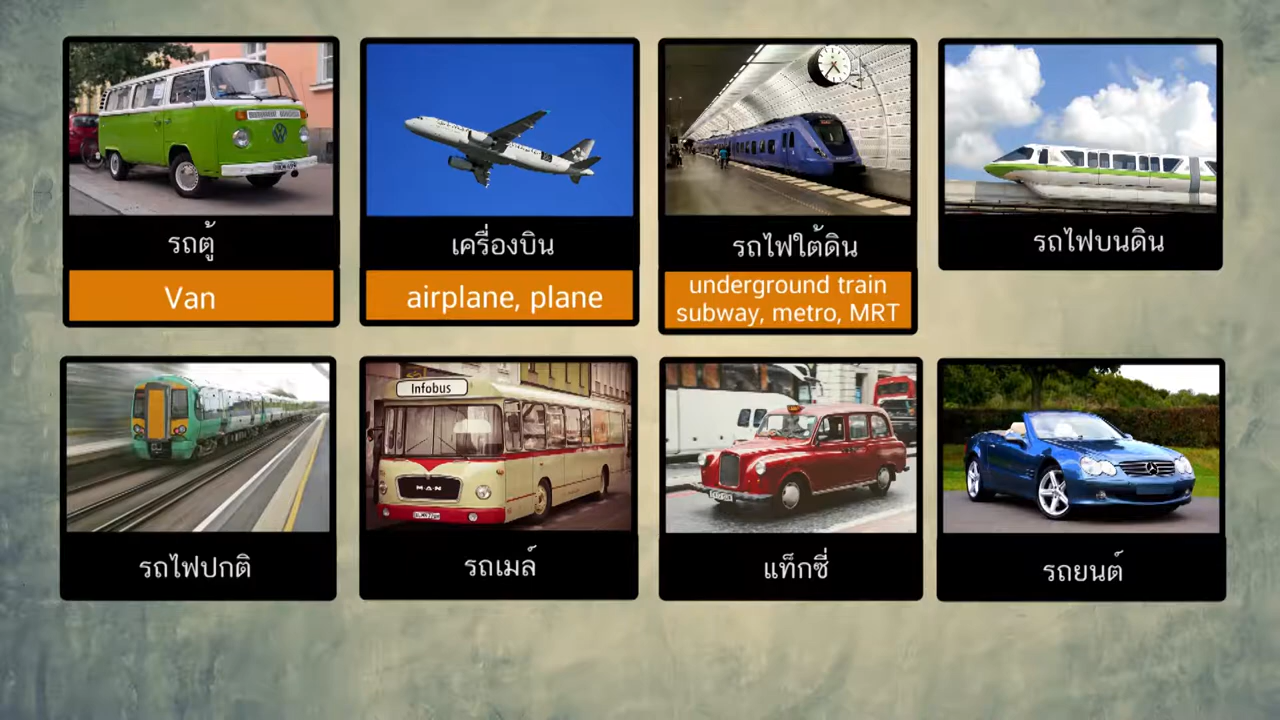 รถตู้
Van
เครื่องบิน
airplane, plane
รถไฟใต้ดิน
underground train
subway, metro, MRT
รถไฟบนดิน
รถไฟปกติ
Infobus
MAN
รถเมล์
แท็กซี่
รถยนต์